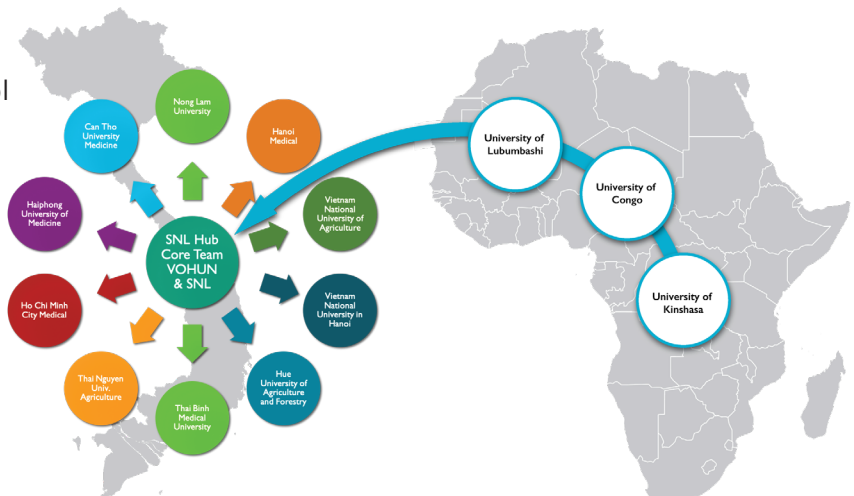 Nong Lam
University
Can Tho
University
Medicine
Hanoi
Medical
Haiphong
University of
Medicine
Vietnam
National
University of
Agriculture
SNL Hub
Core Team
VOHUN
& SNL
Ho Chi Minh
City Medical
Vietnam
National
University in
Hanoi
Thai Nguyen
Univ.
Agriculture
Thai Binh
Medical
University
Hue
University of
Agriculture
and Forestry
University of
Lubumbashi
University of
Congo
University of
Kinshasa